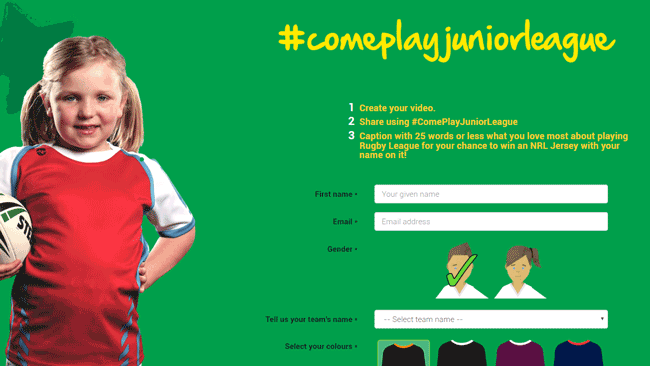 #comeplayjuniorleague
1 Create your video.
2 Share using #ComePlayJuniorLeague
3 Caption with 25 words or less what you love most about playing
Rugby League for your chance to win an NRL Jersey with your
name on it!
First name •
Your given name
Email •
Email address
Gender •
Tell us your team's name •
-- Select team name --
Select your colours •